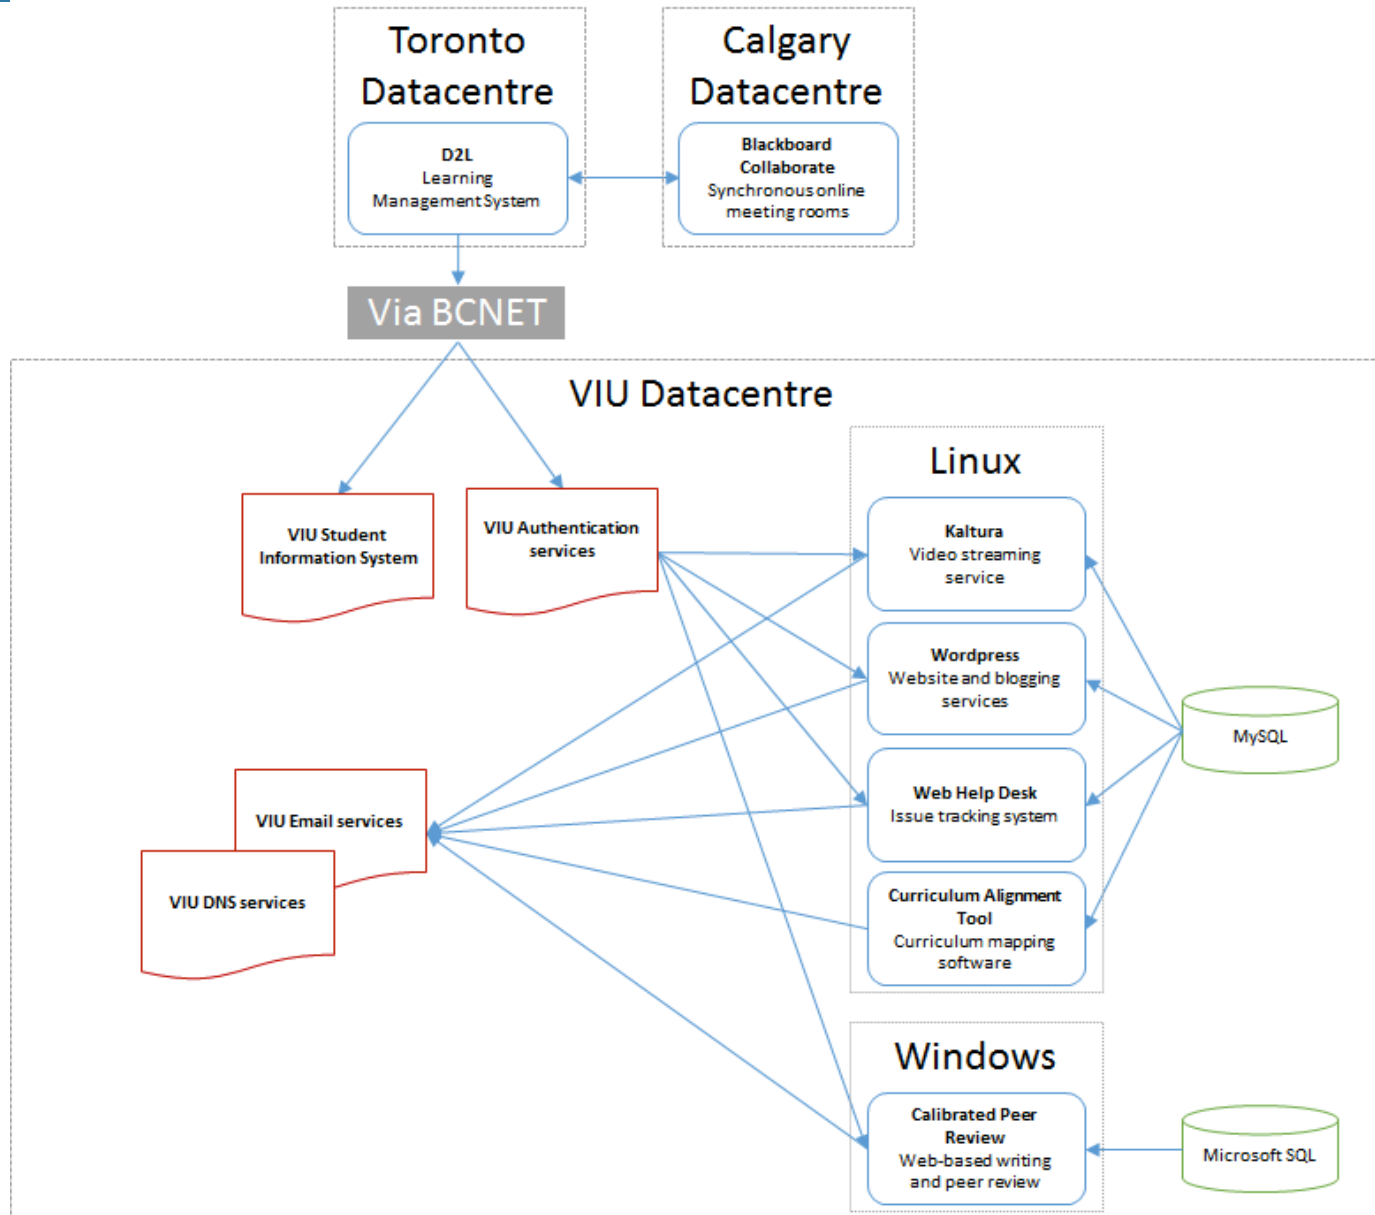 Toronto
Datacentre
Calgary
Datacentre
D2L
Learning
Management System
Blackboard
Collaborate
Synchronous online
meeting rooms
Via BCNET
VIU Datacentre
Linux
VIU Student
Information System
VIU Authentication
services
Kaltura
Video streaming
service
Wordpress
Website and blogging
services
MySQL
Web Help Desk
Issue tracking system
VIU Email services
VIU DNS services
Curriculum Alignment
Tool
Curriculum mapping
software
Windows
Calibrated Peer
Review
Web-based writing
and peer review
Microsoft SQL